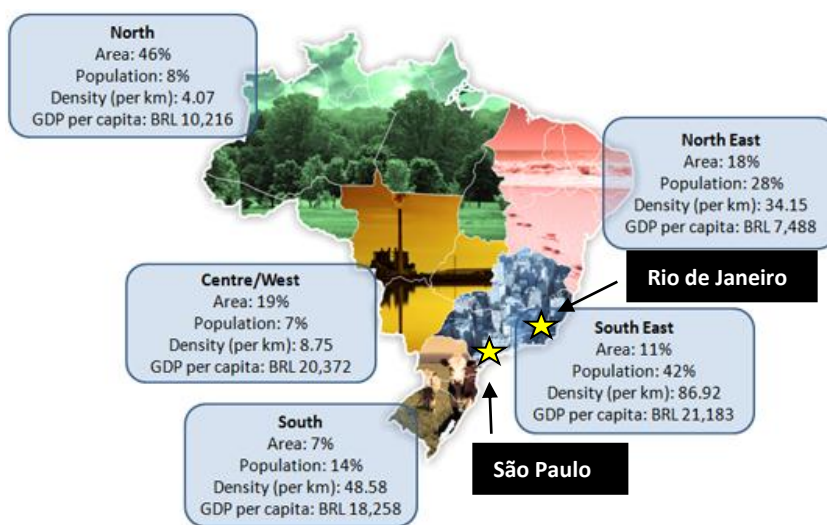 North
Area: 46%
Population: 8%
Density (per km): 4.07
GDP per capita: BRL 10,216
North East
Area: 18%
Population: 28%
Density (per km): 34.15
GDP per capita: BRL 7,488
Rio de Janeiro
Centre/West
Area: 19%
Population: 7%
Density (per km): 8.75
GDP per capita: BRL 20,372
South East
Area: 11%
Population: 42%
Density (per km): 86.92
GDP per capita: BRL 21,183
South
Area: 7%
Population: 14%
Density (per km): 48.58
GDP per capita: BRL 18,258
São Paulo